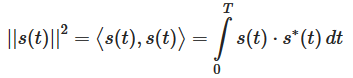 ||s(t)||² = ⟨s(t), s(t)⟩ = ∫₀ᵀ s(t) · s*(t) dt